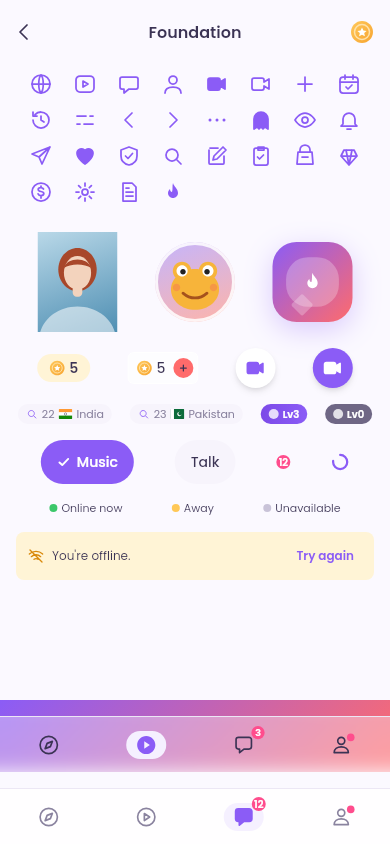 Foundation
5
5
22 India
23 Pakistan
Lv3
Lv0
Music
Talk
12
Online now
Away
Unavailable
You're offline.
Try again
3
12